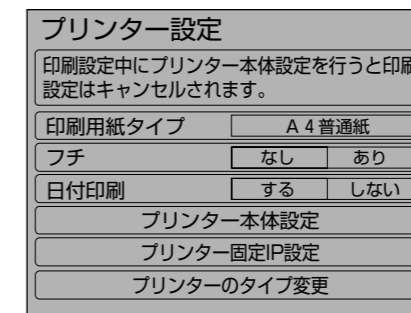 プリンター設定
印刷設定中にプリンター本体設定を行うと印刷
設定はキャンセルされます。
印刷用紙タイプ A4普通紙
フチ なし あり
日付印刷 する しない
プリンター本体設定
プリンター固定IP設定
プリンターのタイプ変更